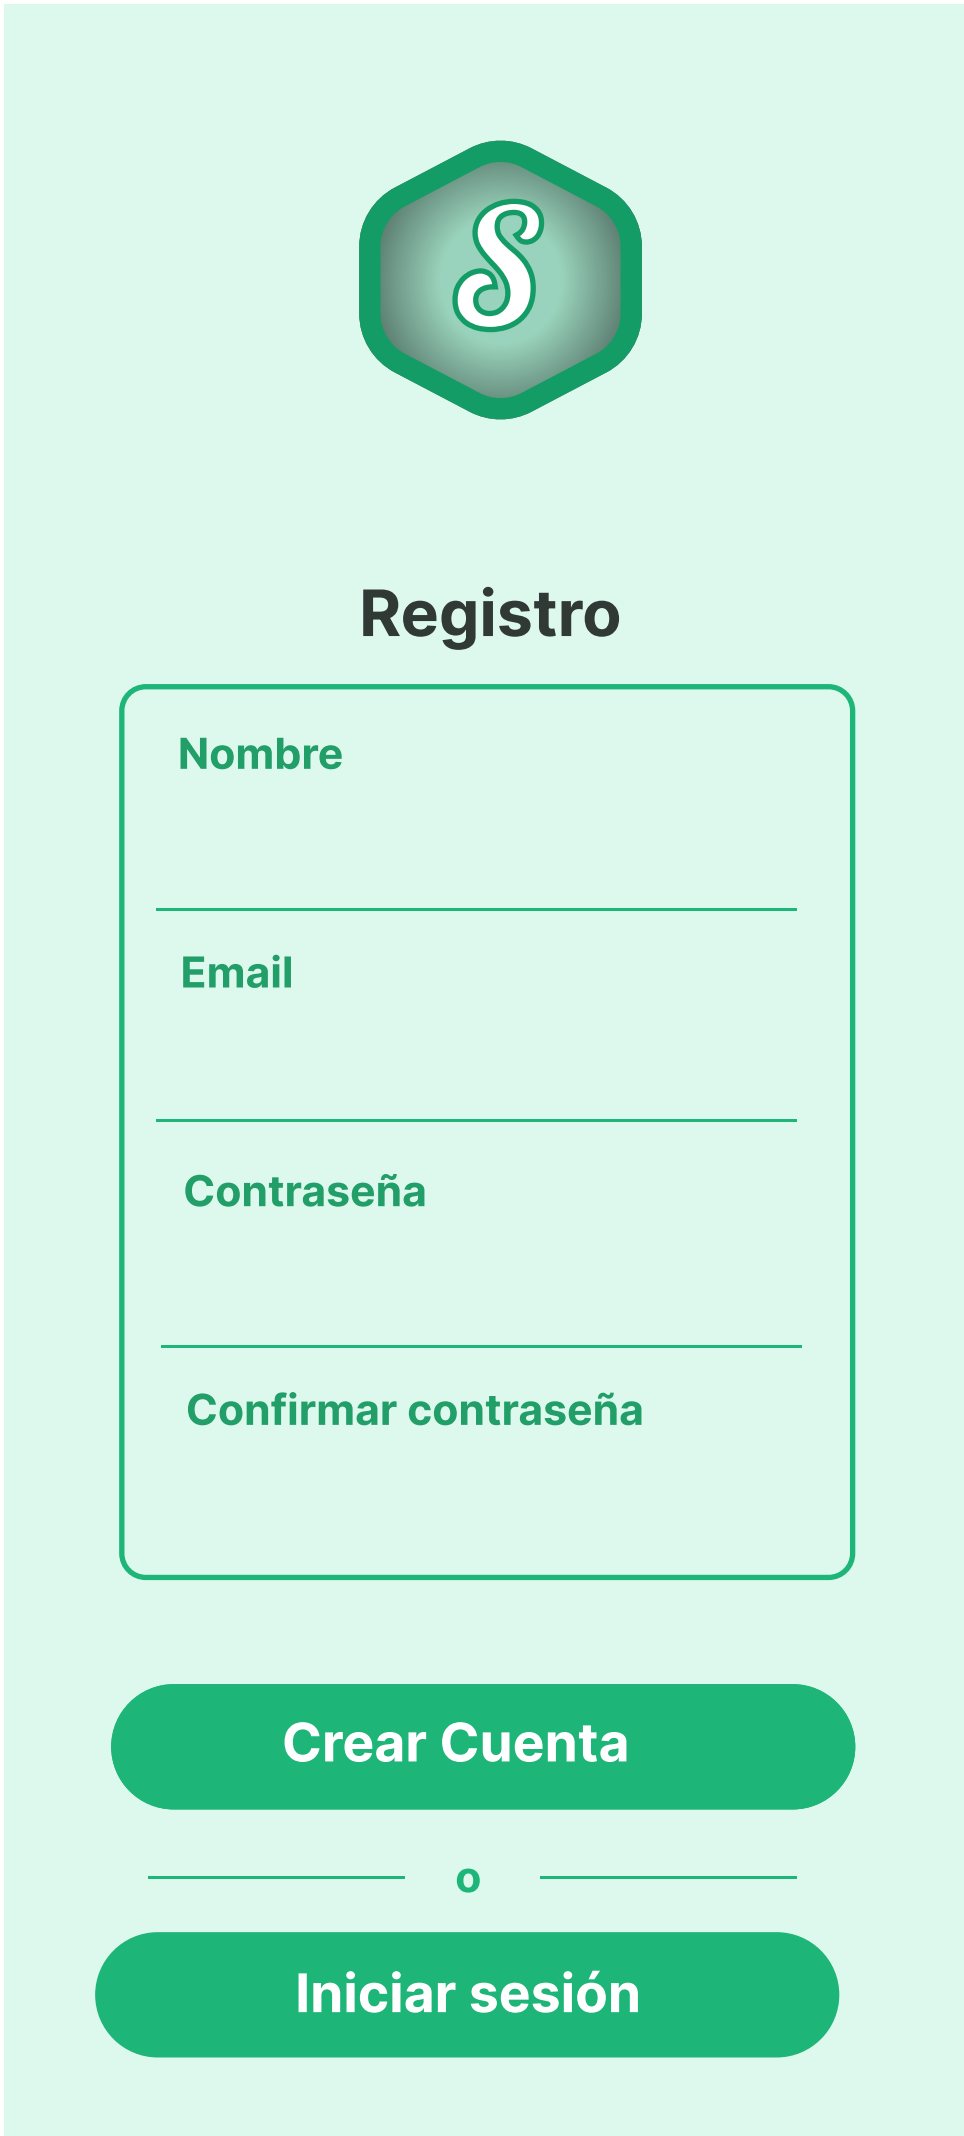 S
Registro
Nombre
Email
Contraseña
Confirmar contraseña
Crear Cuenta
o
Iniciar sesión